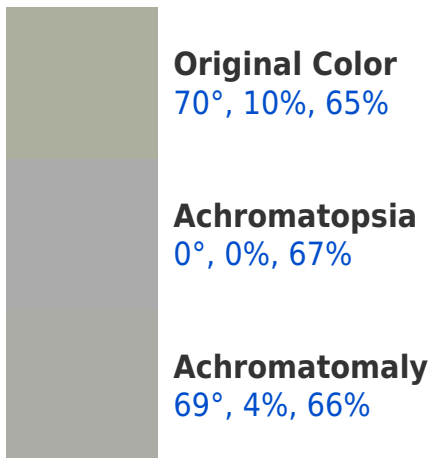 Original Color
70°, 10%, 65%
Achromatopsia
0°, 0%, 67%
Achromatomaly
69°, 4%, 66%